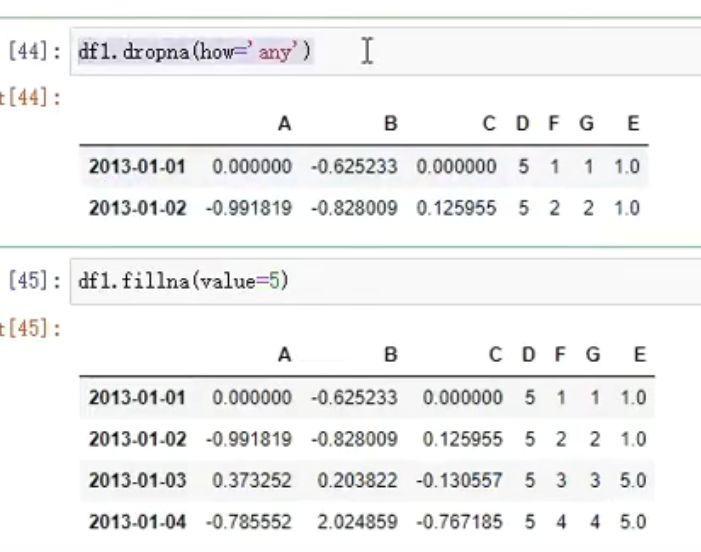 [44]: df1.dropna(how='any')
t[44]:
A B C D F G E
2013-01-01 0.000000 -0.625233 0.000000 5 1 1 1.0
2013-01-02 -0.991819 -0.828009 0.125955 5 2 2 1.0
[45]: df1.fillna(value=5)
t[45]:
A B C D F G E
2013-01-01 0.000000 -0.625233 0.000000 5 1 1 1.0
2013-01-02 -0.991819 -0.828009 0.125955 5 2 2 1.0
2013-01-03 0.373252 0.203822 -0.130557 5 3 3 5.0
2013-01-04 -0.785552 2.024859 -0.767185 5 4 4 5.0